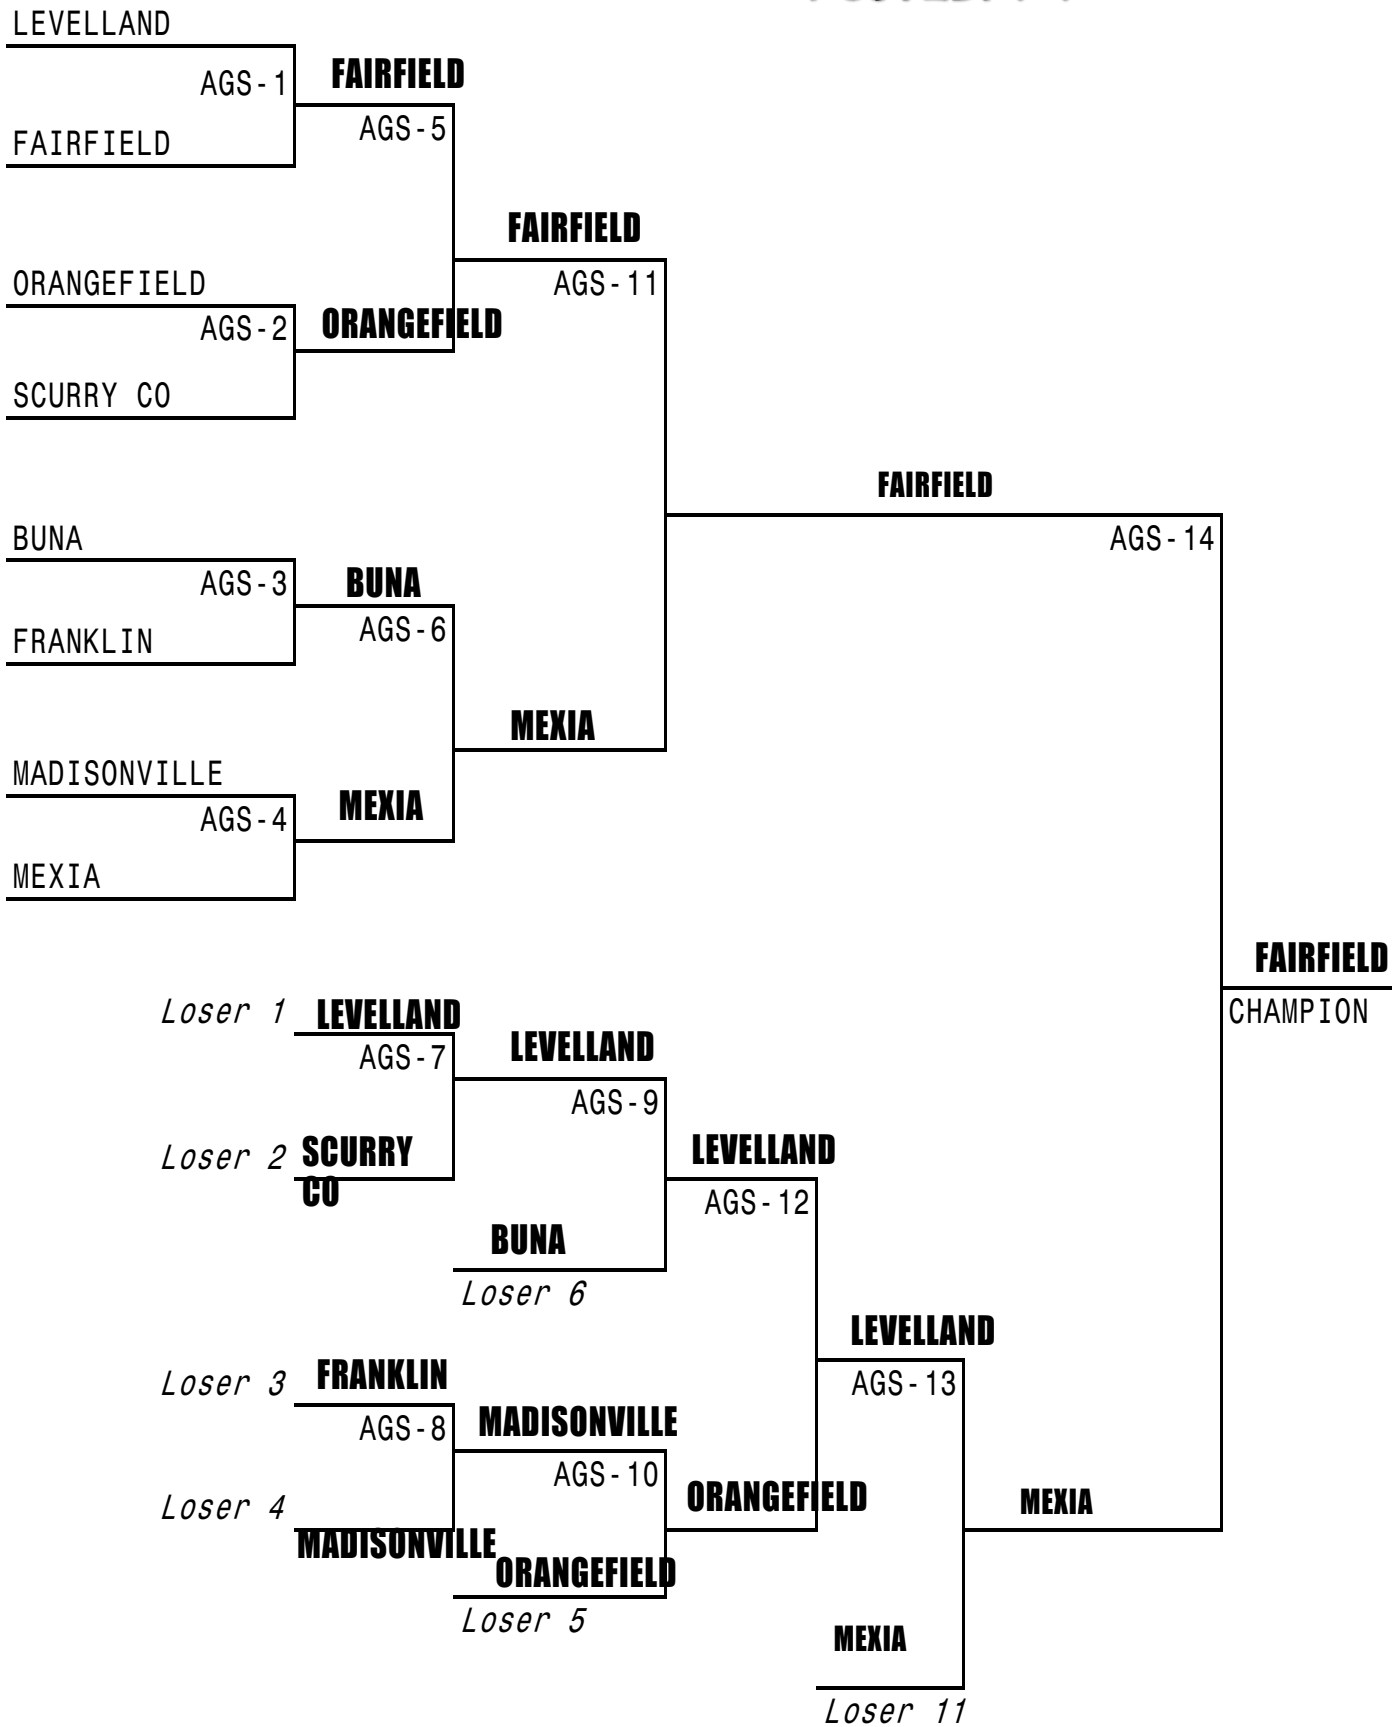 LEVELLAND
FAIRFIELD
AGS-1
AGS-5
FAIRFIELD
FAIRFIELD
ORANGEFIELD
AGS-11
AGS-2
ORANGEFIELD
SCURRY CO
FAIRFIELD
BUNA
AGS-14
AGS-3
BUNA
AGS-6
FRANKLIN
MEXIA
MADISONVILLE
AGS-4
MEXIA
MEXIA
FAIRFIELD
CHAMPION
Loser 1
LEVELLAND
AGS-7
LEVELLAND
AGS-9
Loser 2
SCURRY
CO
LEVELLAND
AGS-12
BUNA
Loser 6
LEVELLAND
Loser 3
FRANKLIN
AGS-13
AGS-8
MADISONVILLE
AGS-10
Loser 4
ORANGEFIELD
MEXIA
MADISONVILLE
ORANGEFIELD
Loser 5
MEXIA
Loser 11